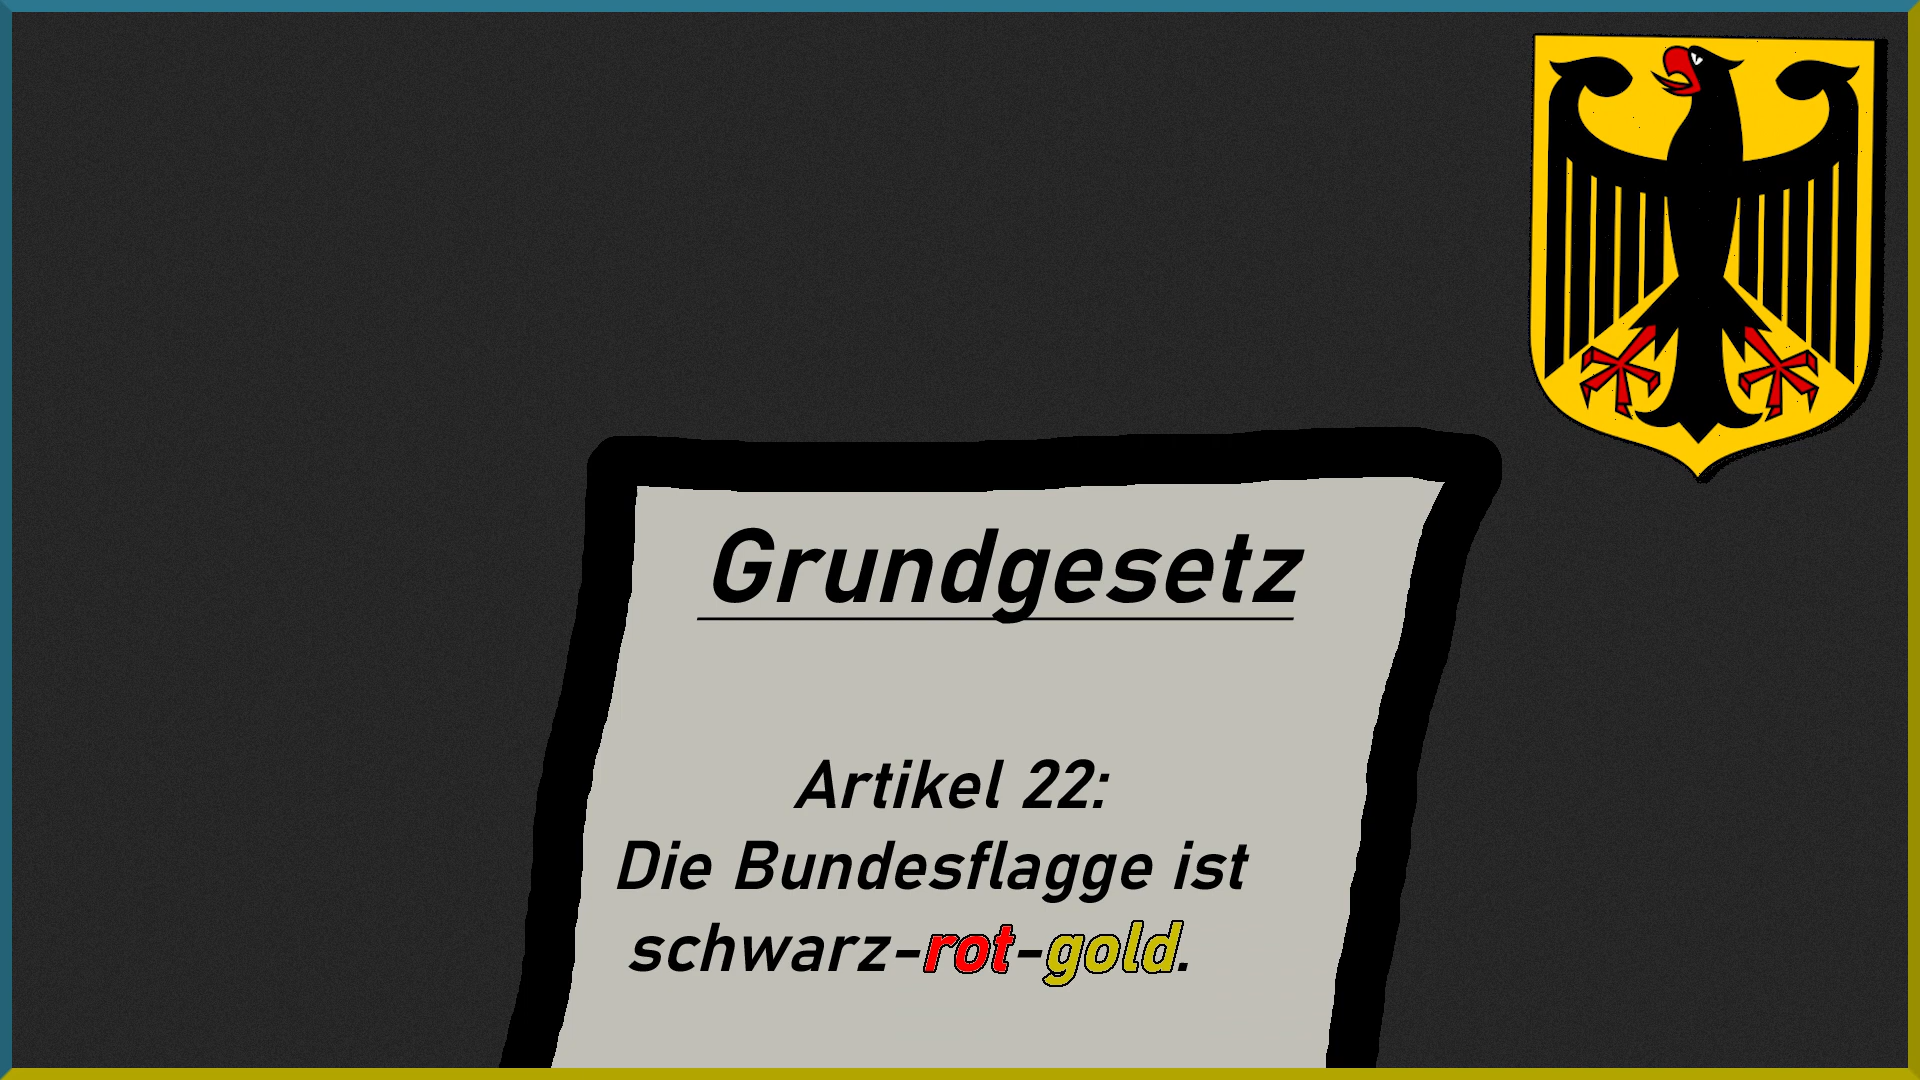 Grundgesetz
Artikel 22:
Die Bundesflagge ist
schwarz-rot-gold.